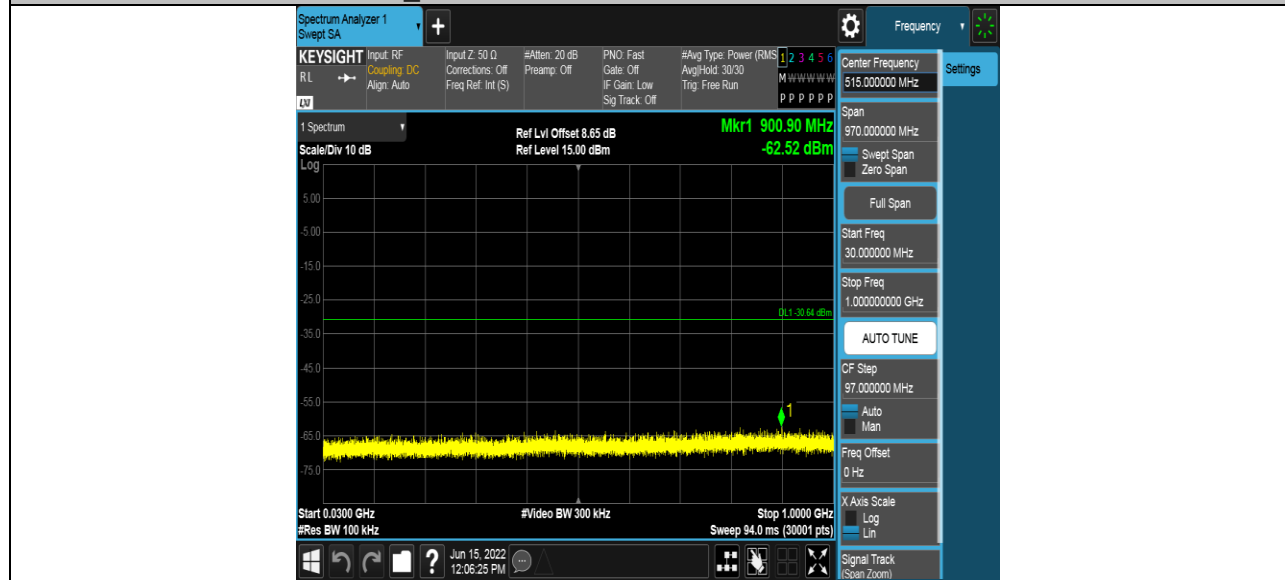 Spectrum Analyzer 1
Swept SA
+
Frequency
KEYSIGHT
RL
LXI
Input: RF
Coupling: DC
Align: Auto
Input Z: 50 Ω
Corrections: Off
Freq Ref: Int (S)
#Atten: 20 dB
Preamp: Off
PNO: Fast
Gate: Off
IF Gain: Low
Sig Track: Off
#Avg Type: Power (RMS
Avg|Hold: 30/30
Trig: Free Run
1 2 3 4 5 6
M W W W W W
P P P P P P
1 Spectrum
Scale/Div 10 dB
Ref Lvl Offset 8.65 dB
Ref Level 15.00 dBm
Mkr1 900.90 MHz
-62.52 dBm
Log
5.00
-5.00
-15.0
-25.0
DL1 -30.64 dBm
-35.0
-45.0
-55.0
1
-65.0
-75.0
Start 0.0300 GHz
#Video BW 300 kHz
Stop 1.0000 GHz
#Res BW 100 kHz
Sweep 94.0 ms (30001 pts)
?
Jun 15, 2022
12:06:25 PM
Center Frequency
515.000000 MHz
Settings
Span
970.000000 MHz
Swept Span
Zero Span
Full Span
Start Freq
30.000000 MHz
Stop Freq
1.000000000 GHz
AUTO TUNE
CF Step
97.000000 MHz
Auto
Man
Freq Offset
0 Hz
X Axis Scale
Log
Lin
Signal Track
(Span Zoom)